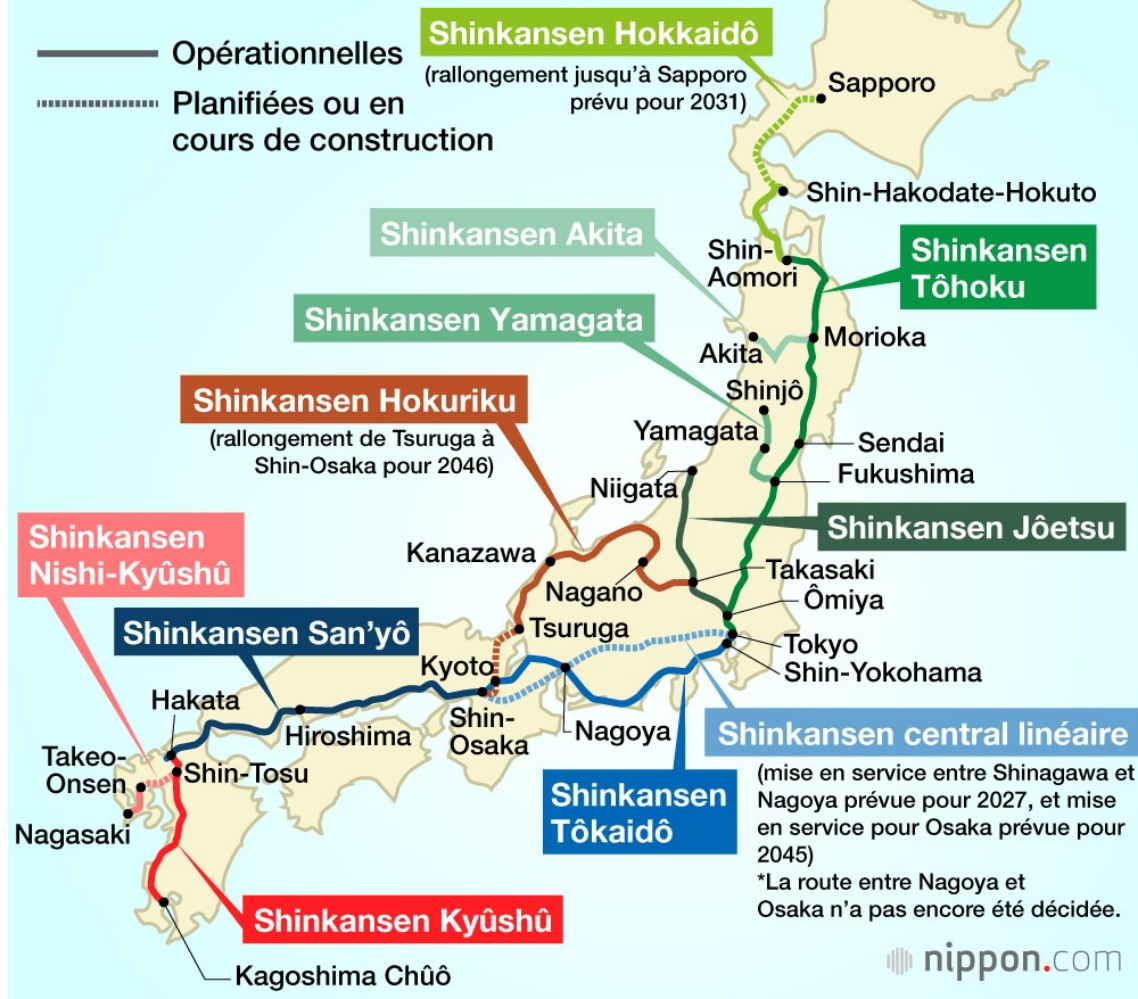 Opérationnelles
Planifiées ou en
cours de construction
Shinkansen Hokkaidô
(rallongement jusqu'à Sapporo
prévu pour 2031)
Sapporo
Shin-Hakodate-Hokuto
Shinkansen Akita
Shin-
Aomori
Shinkansen
Tôhoku
Shinkansen Yamagata
Akita
Morioka
Shinjô
Shinkansen Hokuriku
(rallongement de Tsuruga à
Shin-Osaka pour 2046)
Yamagata
Sendai
Fukushima
Niigata
Shinkansen Jôetsu
Shinkansen
Nishi-Kyûshû
Kanazawa
Nagano
Takasaki
Ômiya
Shinkansen San'yô
Tsuruga
Tokyo
Shin-Yokohama
Kyoto
Hakata
Hiroshima
Shin-
Osaka
Nagoya
Shinkansen central linéaire
(mise en service entre Shinagawa et
Nagoya prévue pour 2027, et mise
en service pour Osaka prévue pour
2045)
*La route entre Nagoya et
Osaka n'a pas encore été décidée.
Takeo-
Onsen
Shin-Tosu
Nagasaki
Shinkansen
Tôkaidô
Shinkansen Kyûshû
Kagoshima Chûô
nippon.com